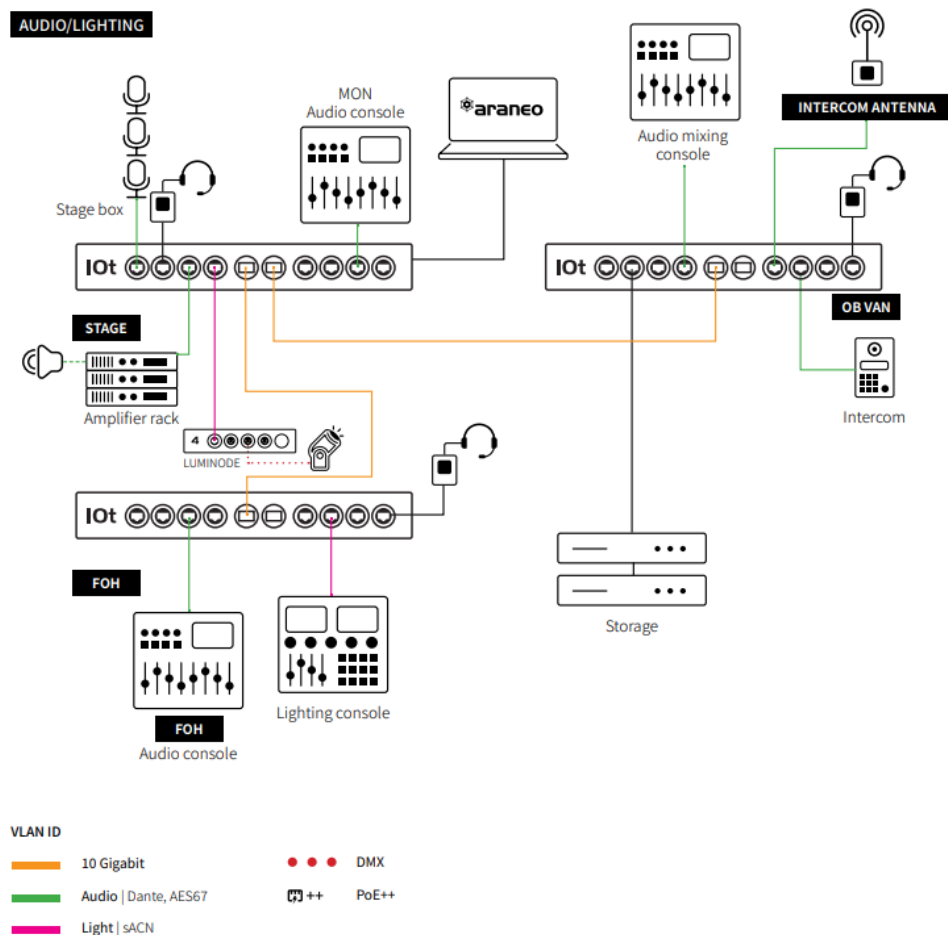 AUDIO/LIGHTING
MON
Audio console
araneo
Audio mixing
console
INTERCOM ANTENNA
Stage box
IOt
IOt
STAGE
OB VAN
Amplifier rack
Intercom
4
LUMINODE
IOt
FOH
Storage
Lighting console
FOH
Audio console
VLAN ID
10 Gigabit
DMX
Audio | Dante, AES67
++
PoE++
Light | sACN